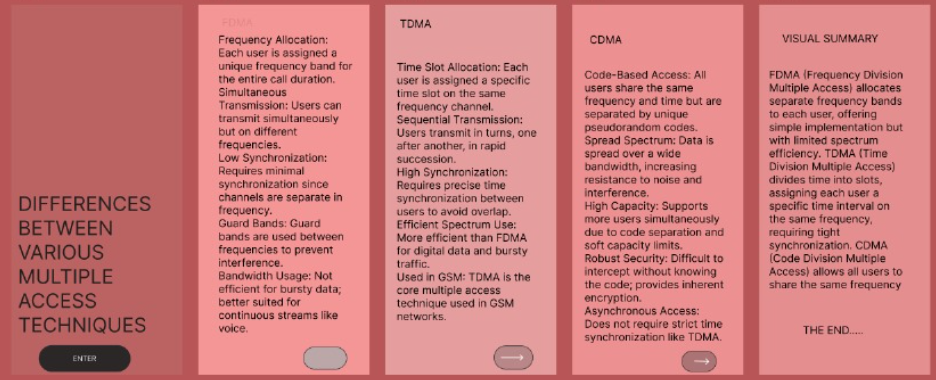 DIFFERENCES
BETWEEN
VARIOUS
MULTIPLE
ACCESS
TECHNIQUES
ENTER
FDMA
Frequency Allocation:
Each user is assigned a
unique frequency band for
the entire call duration.
Simultaneous
Transmission: Users can
transmit simultaneously
but on different
frequencies.
Low Synchronization:
Requires minimal
synchronization since
channels are separate in
frequency.
Guard Bands: Guard
bands are used between
frequencies to prevent
interference.
Bandwidth Usage: Not
efficient for bursty data;
better suited for
continuous streams like
voice.
TDMA
Time Slot Allocation: Each
user is assigned a specific
time slot on the same
frequency channel.
Sequential Transmission:
Users transmit in turns, one
after another, in rapid
succession.
High Synchronization:
Requires precise time
synchronization between
users to avoid overlap.
Efficient Spectrum Use:
More efficient than FDMA
for digital data and bursty
traffic.
Used in GSM: TDMA is the
core multiple access
technique used in GSM
networks.
CDMA
Code-Based Access: All
users share the same
frequency and time but are
separated by unique
pseudorandom codes.
Spread Spectrum: Data is
spread over a wide
bandwidth, increasing
resistance to noise and
interference.
High Capacity: Supports
more users simultaneously
due to code separation and
soft capacity limits.
Robust Security: Difficult to
intercept without knowing
the code; provides inherent
encryption.
Asynchronous Access:
Does not require strict time
synchronization like TDMA.
VISUAL SUMMARY
FDMA (Frequency Division
Multiple Access) allocates
separate frequency bands
to each user, offering
simple implementation but
with limited spectrum
efficiency. TDMA (Time
Division Multiple Access)
divides time into slots,
assigning each user a
specific time interval on
the same frequency,
requiring tight
synchronization. CDMA
(Code Division Multiple
Access) allows all users to
share the same frequency
THE END.....